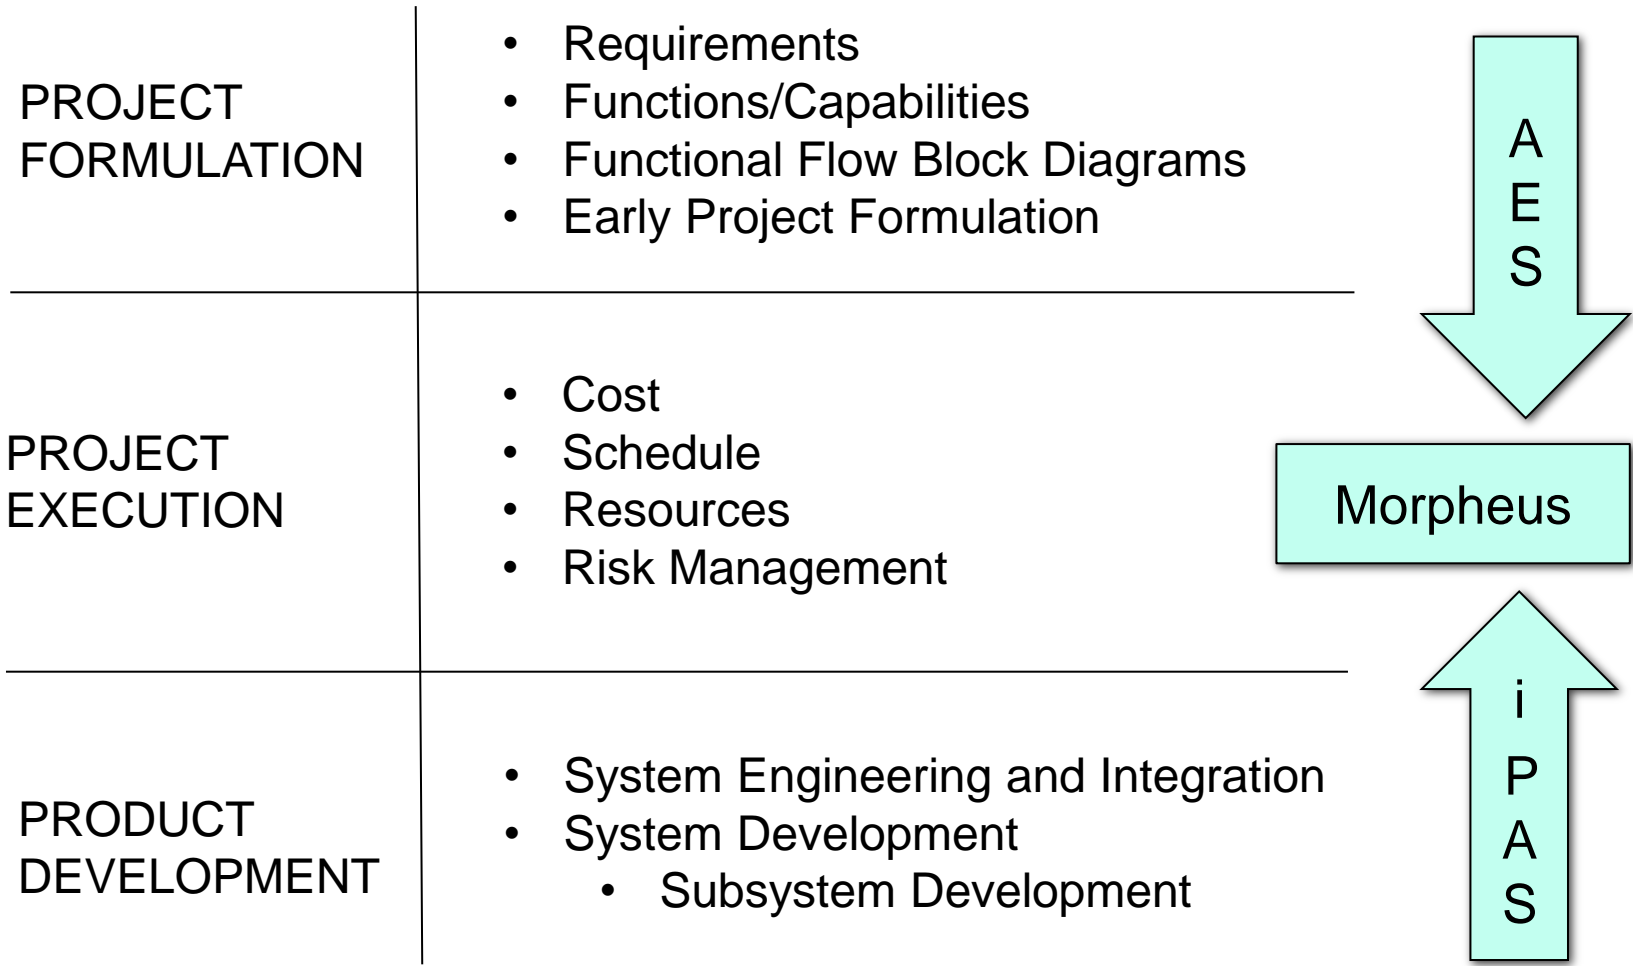 PROJECT
FORMULATION
• Requirements
• Functions/Capabilities
• Functional Flow Block Diagrams
• Early Project Formulation
PROJECT
EXECUTION
• Cost
• Schedule
• Resources
• Risk Management
PRODUCT
DEVELOPMENT
• System Engineering and Integration
• System Development
• Subsystem Development
A
E
S
Morpheus
i
P
A
S